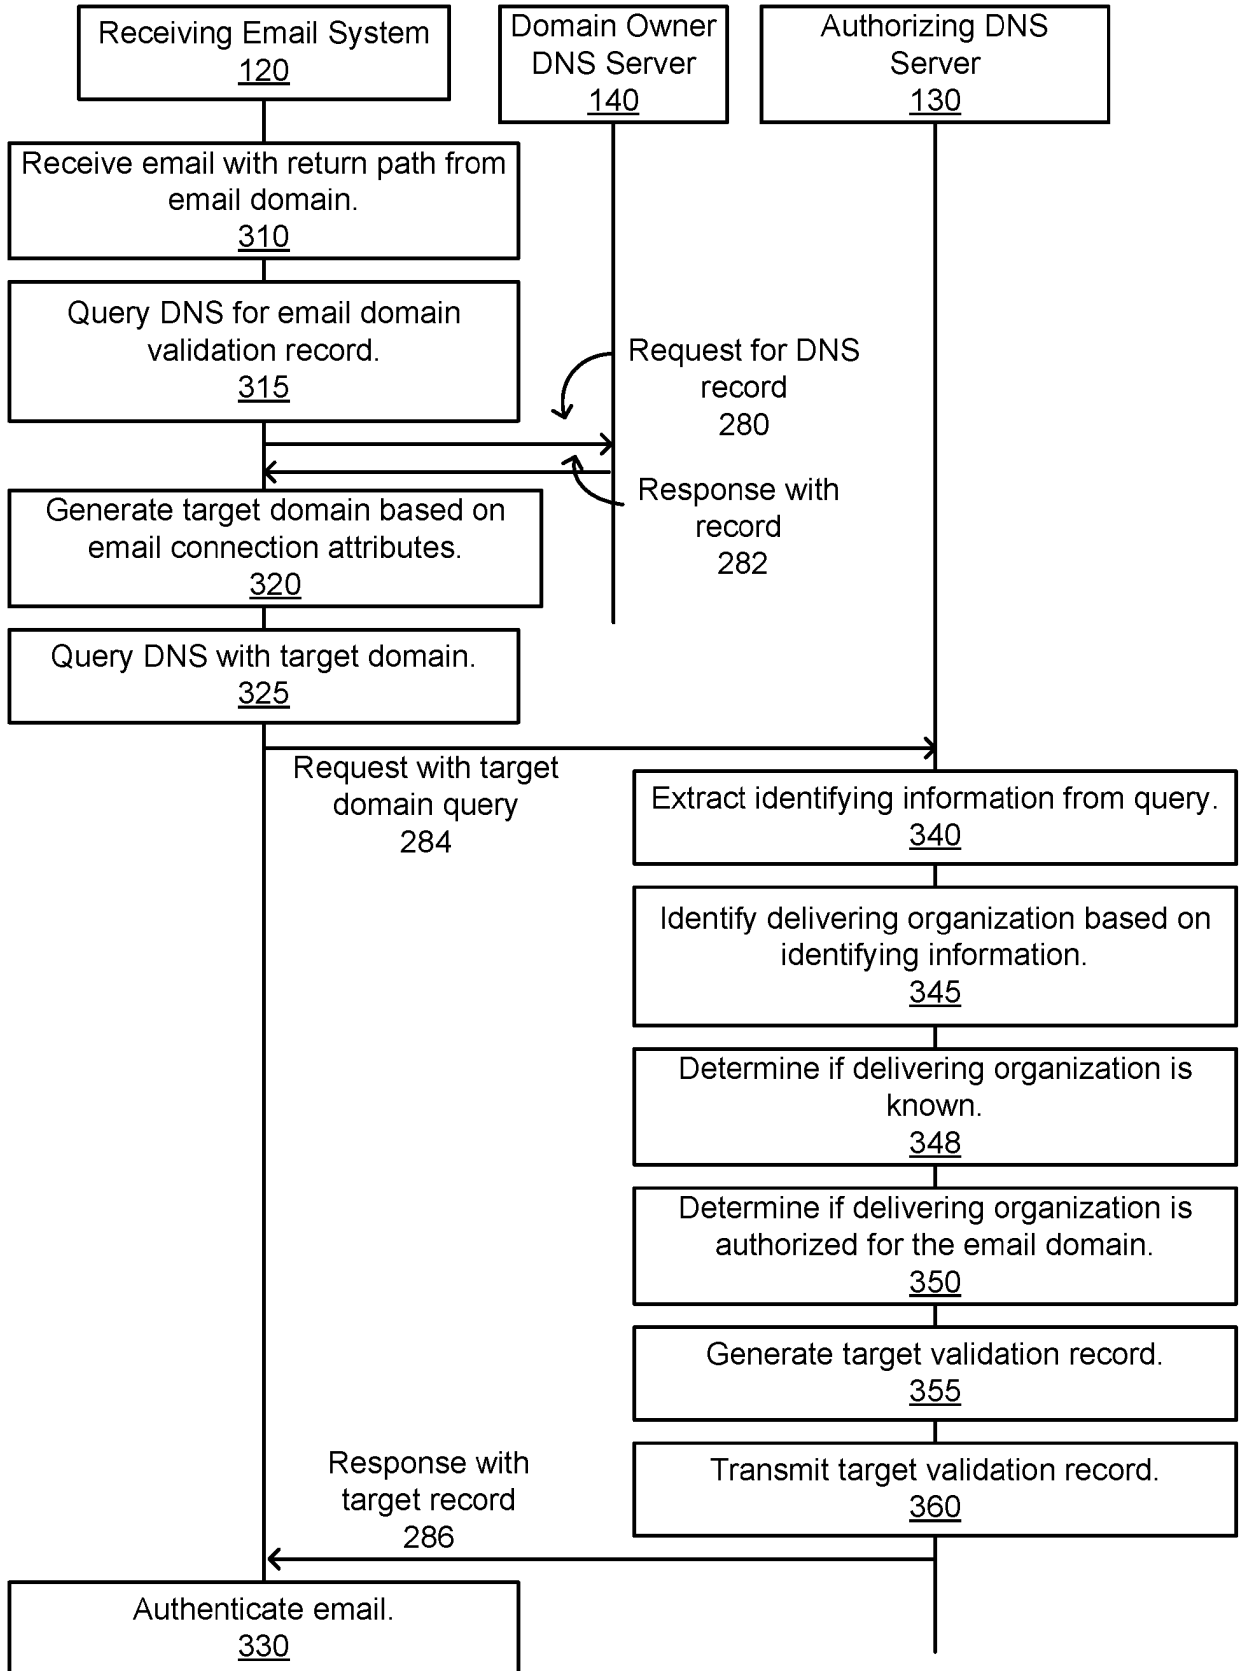 Receiving Email System
120
Domain Owner
DNS Server
140
Authorizing DNS
Server
130
Receive email with return path from
email domain.
310
Query DNS for email domain
validation record.
315
Request for DNS
record
280
Response with
record
282
Generate target domain based on
email connection attributes.
320
Query DNS with target domain.
325
Request with target
domain query
284
Extract identifying information from query.
340
Identify delivering organization based on
identifying information.
345
Determine if delivering organization is
known.
348
Determine if delivering organization is
authorized for the email domain.
350
Generate target validation record.
355
Transmit target validation record.
360
Response with
target record
286
Authenticate email.
330